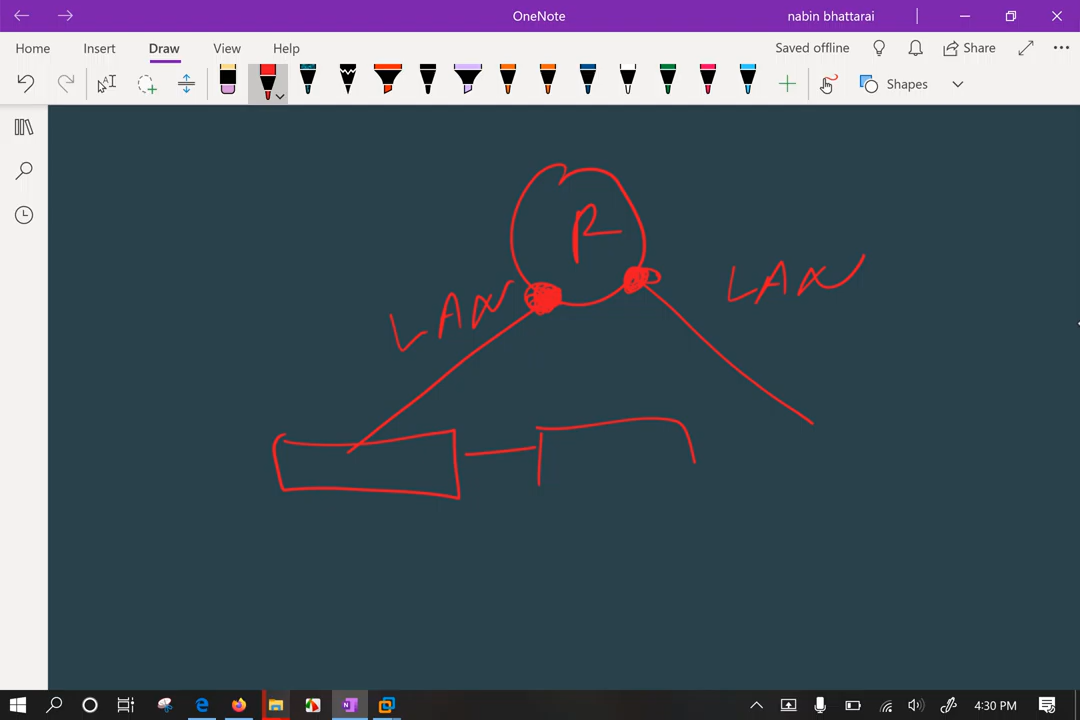 OneNote
nabin bhattarai
Home Insert Draw View Help
Saved offline
Share
Shapes
R
LAN
LAN
4:30 PM